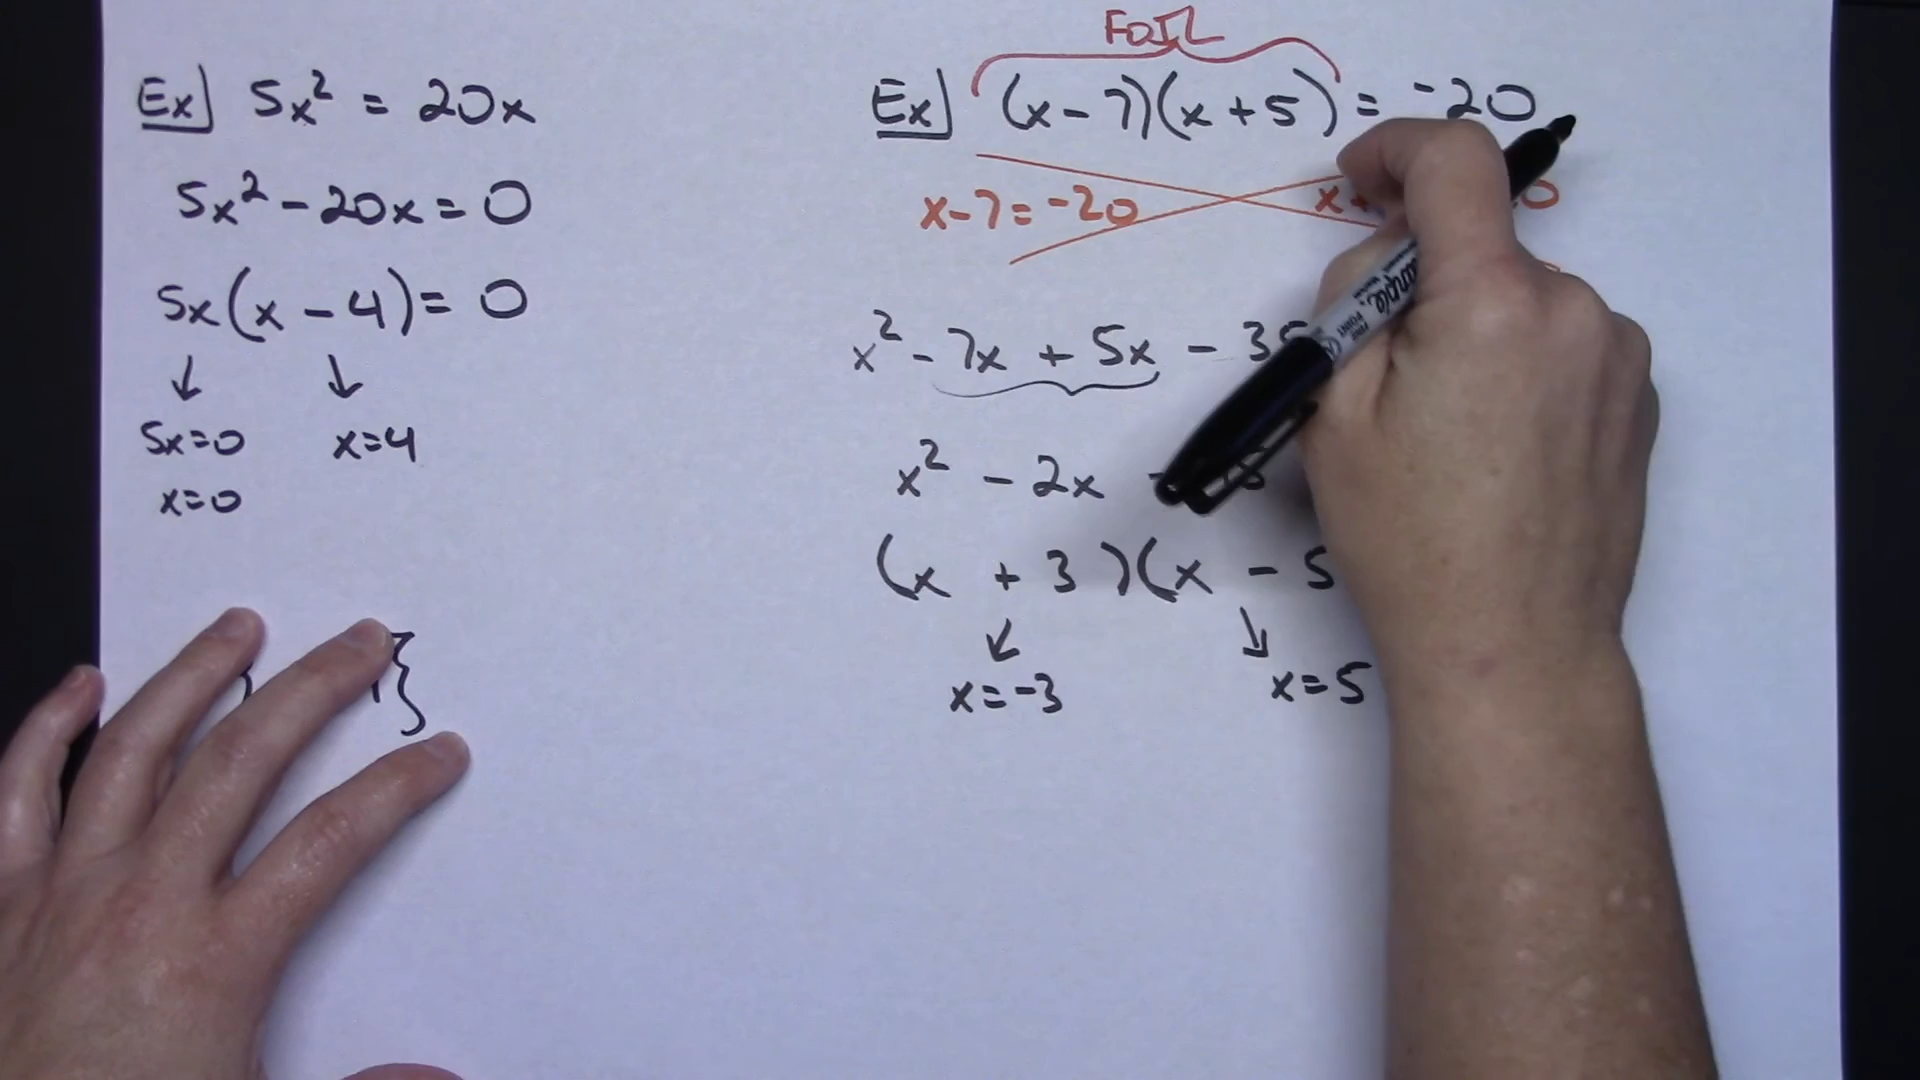 Ex] 5x² = 20x
5x² - 20x = 0
5x(x - 4) = 0
↓ ↓
5x=0 x=4
x=0
}
FOIL
Ex] (x - 7)(x + 5) = -20
x-7=-20 x+
x² - 7x + 5x - 35
x² - 2x -
(x + 3)(x - 5
↙ ↘
x=-3 x=5